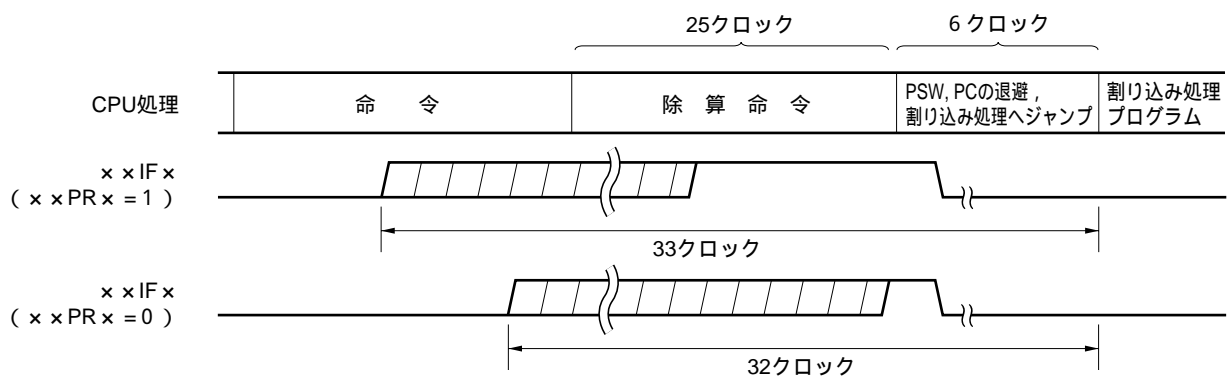 25クロック
6 クロック
CPU処理
命　令
除　算　命　令
PSW, PCの退避，
割り込み処理へジャンプ
割り込み処理
プログラム
××IF×
（××PR×=1）
33クロック
××IF×
（××PR×=0）
32クロック